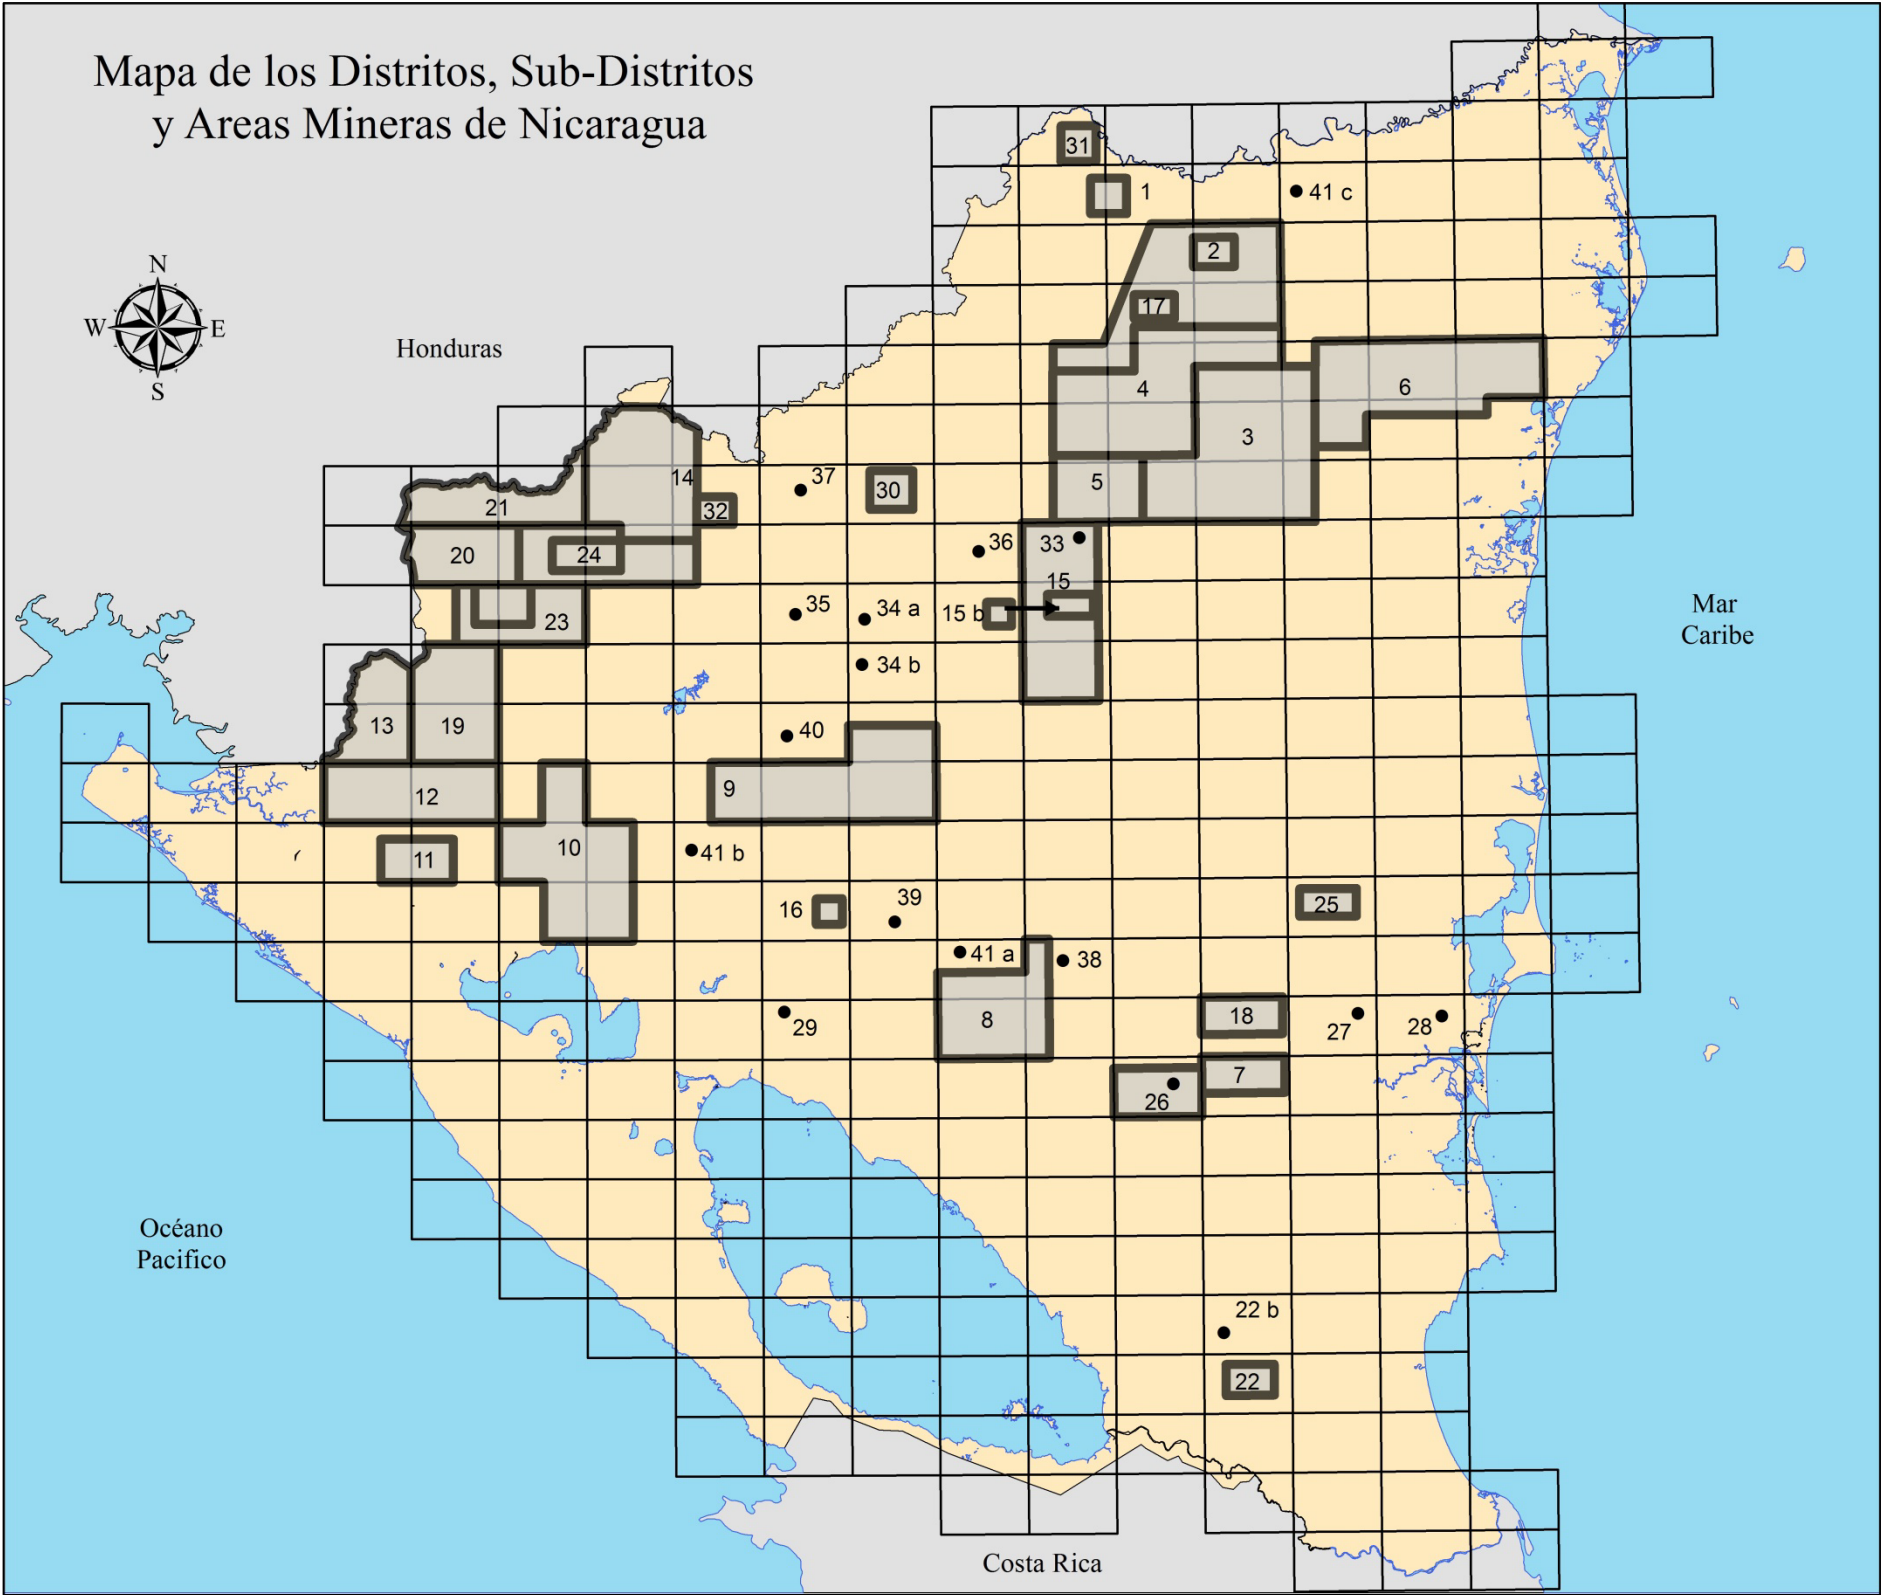 Mapa de los Distritos, Sub-Distritos
y Areas Mineras de Nicaragua
31
1
41 c
2
N
17
W
E
Honduras
S
4
6
3
37
14
30
5
21
32
36
33
20
24
15
35
34 a
15 b
23
Mar
Caribe
34 b
13
19
40
9
12
10
11
41 b
39
16
25
41 a
38
8
18
29
27
28
7
26
Océano
Pacifico
22 b
22
Costa Rica